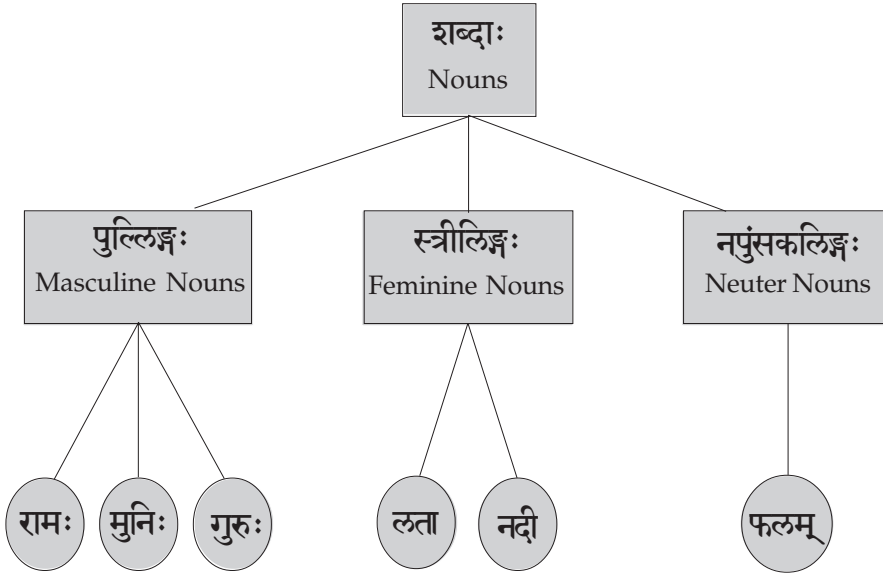 शब्दाः
Nouns
पुल्लिङ्गः
Masculine Nouns
स्त्रीलिङ्गः
Feminine Nouns
नपुंसकलिङ्गः
Neuter Nouns
रामः
मुनिः
गुरुः
लता
नदी
फलम्